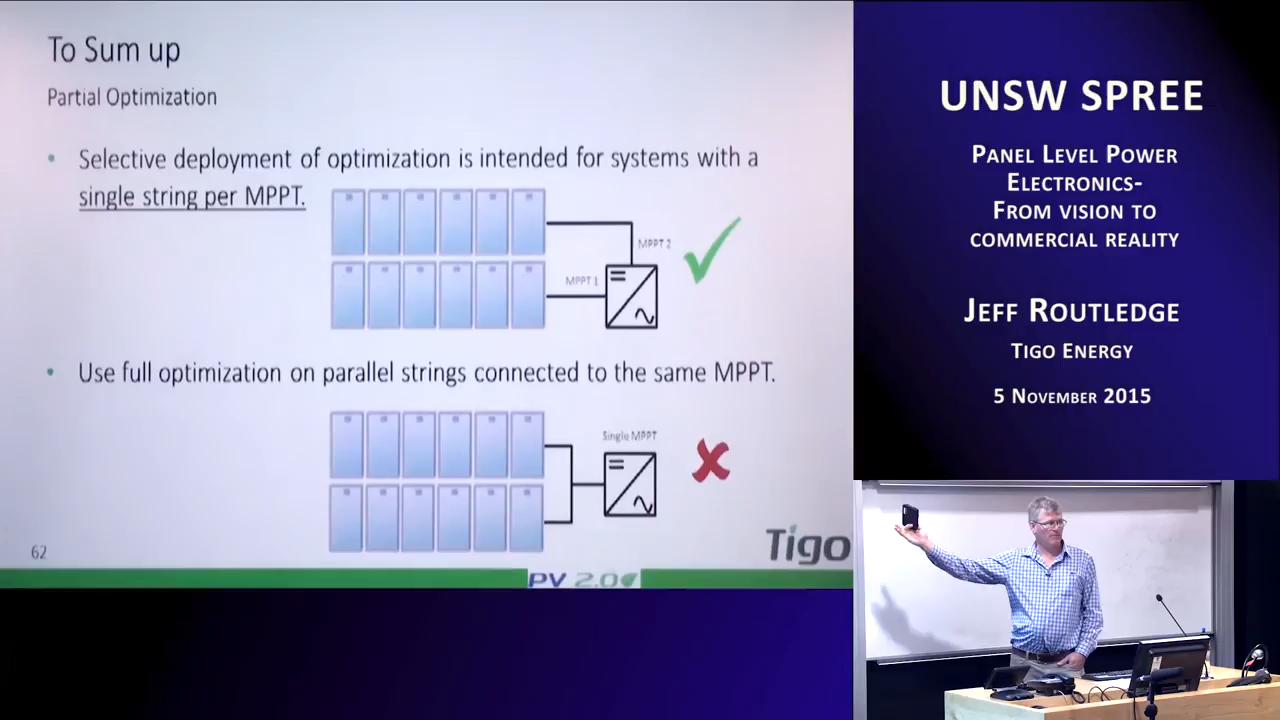 To Sum up
Partial Optimization
• Selective deployment of optimization is intended for systems with a
single string per MPPT.
MPPT 2
MPPT 1
• Use full optimization on parallel strings connected to the same MPPT.
Single MPPT
62
Tigo
PV 2.0
UNSW SPREE
PANEL LEVEL POWER
ELECTRONICS-
FROM VISION TO
COMMERCIAL REALITY
JEFF ROUTLEDGE
TIGO ENERGY
5 NOVEMBER 2015